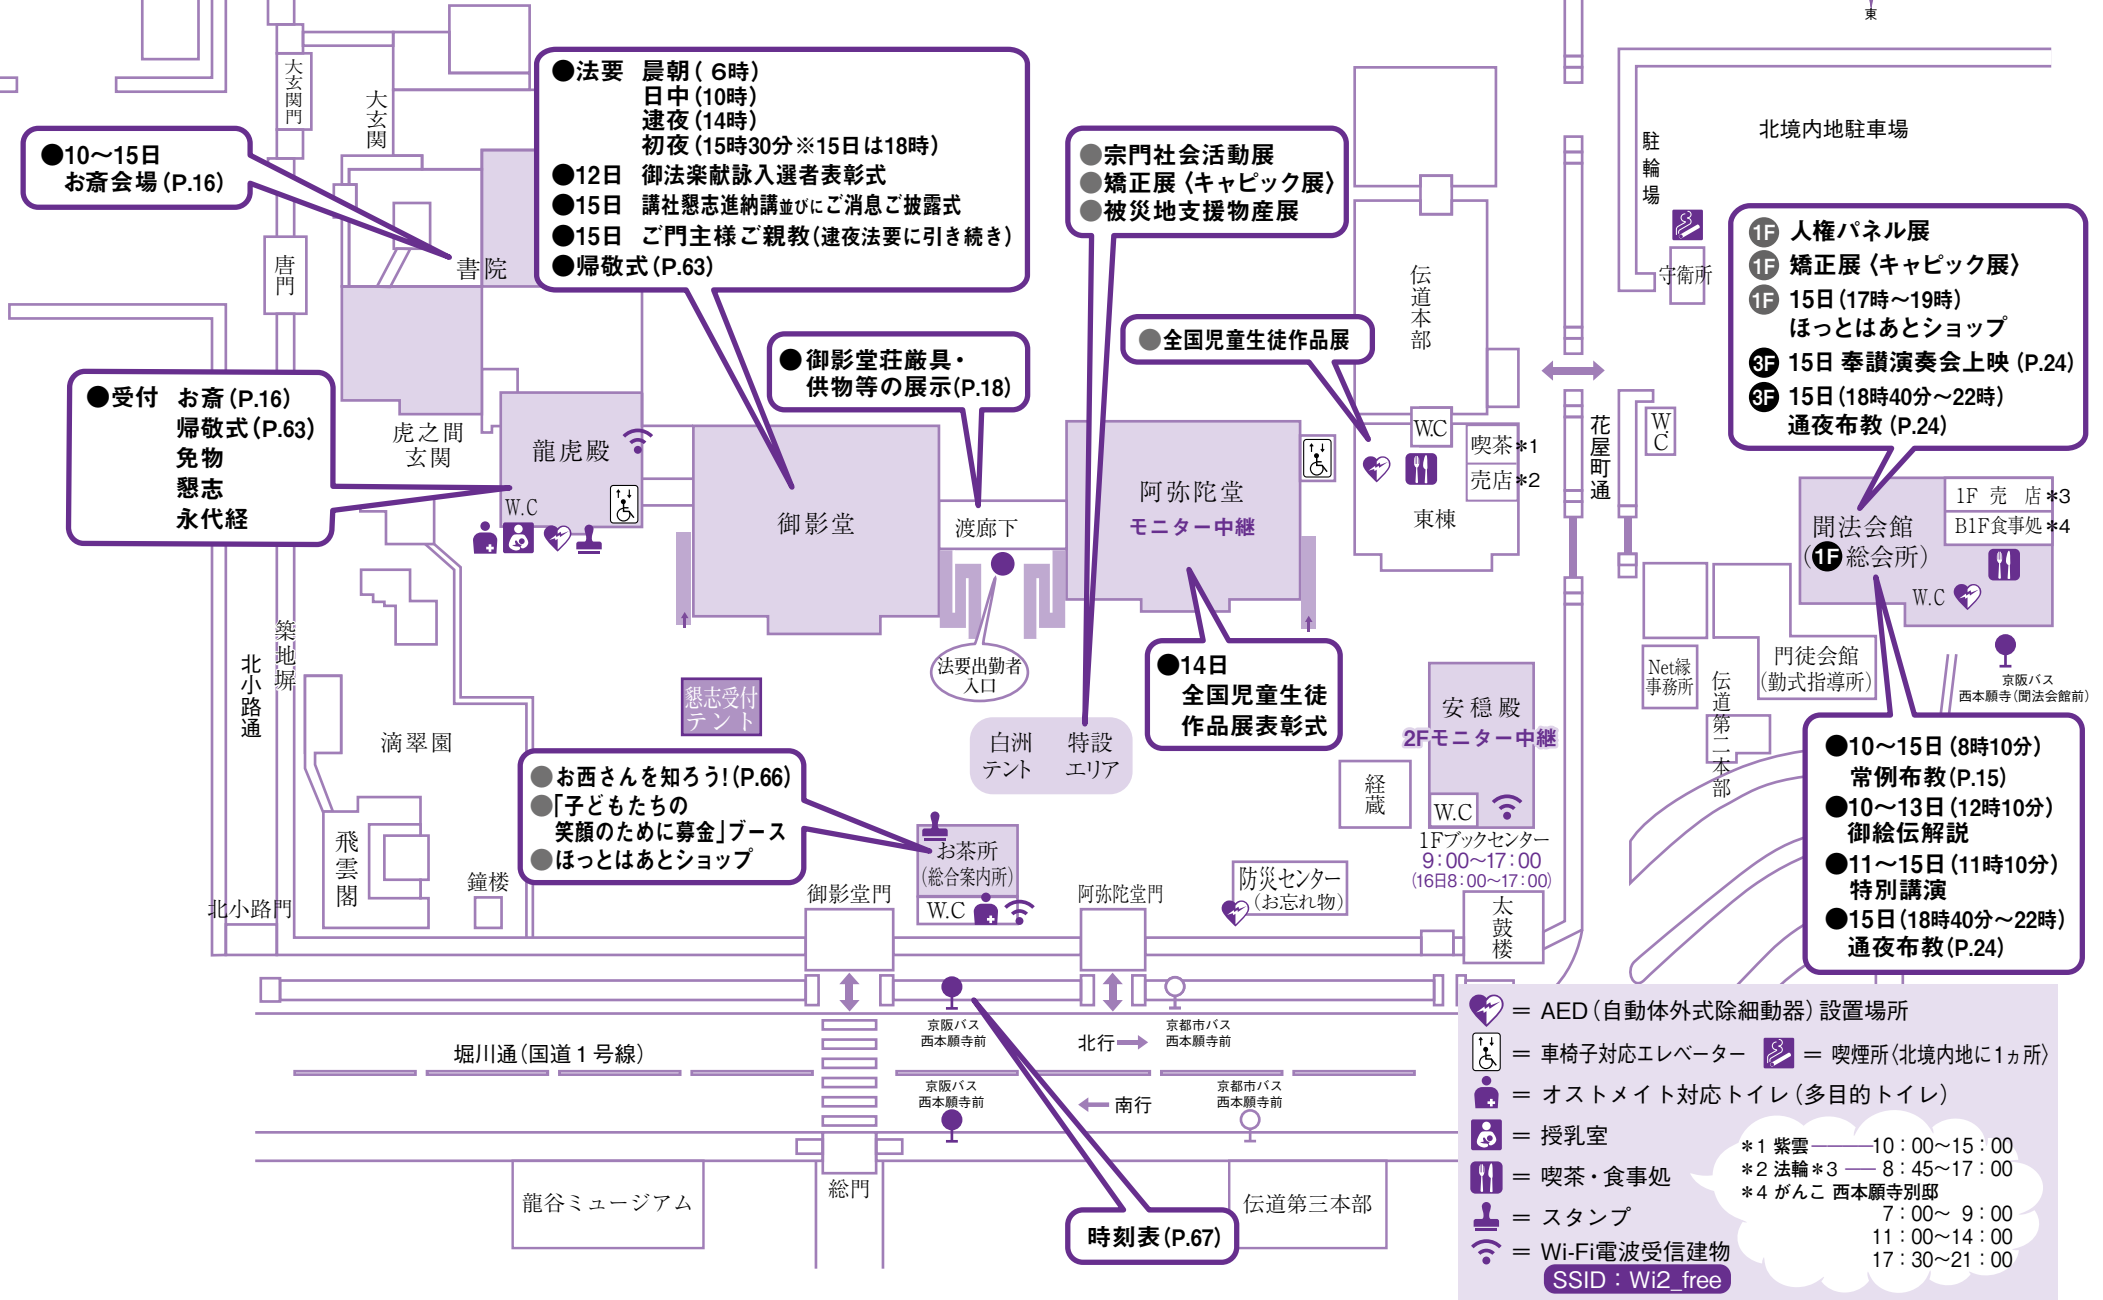 東
大玄関門
大玄関
●法要 晨朝( 6時)
日中(10時)
逮夜(14時)
初夜(15時30分※15日は18時)
●12日 御法楽献詠入選者表彰式
●15日 講社懇志進納講並びにご消息ご披露式
●15日 ご門主様ご親教(逮夜法要に引き続き)
●帰敬式(P.63)
●10〜15日
お斎会場(P.16)
書院
唐門
●宗門社会活動展
●矯正展〈キャピック展〉
●被災地支援物産展
伝道本部
駐輪場
北境内地駐車場
守衛所
1F 人権パネル展
1F 矯正展〈キャピック展〉
1F 15日(17時〜19時)
ほっとはあとショップ
3F 15日 奉讃演奏会上映(P.24)
3F 15日(18時40分〜22時)
通夜布教(P.24)
●全国児童生徒作品展
●御影堂荘厳具・
供物等の展示(P.18)
●受付 お斎(P.16)
帰敬式(P.63)
免物
懇志
永代経
虎之間
玄関
龍虎殿
W.C
御影堂
渡廊下
阿弥陀堂
モニター中継
W.C
喫茶*1
売店*2
東棟
花屋町通
W.C
1F 売 店*3
B1F食事処*4
聞法会館
(1F総会所)
W.C
法要出勤者
入口
築地塀
北小路通
懇志受付
テント
●14日
全国児童生徒
作品展表彰式
安穏殿
2Fモニター中継
W.C
1Fブックセンター
9:00〜17:00
(16日8:00〜17:00)
経蔵
Net縁
事務所
伝道第二本部
門徒会館
(勤式指導所)
京阪バス
西本願寺(聞法会館前)
滴翠園
白洲
テント
特設
エリア
●お西さんを知ろう!(P.66)
●「子どもたちの
笑顔のために募金」ブース
●ほっとはあとショップ
お茶所
(総合案内所)
W.C
●10〜15日(8時10分)
常例布教(P.15)
●10〜13日(12時10分)
御絵伝解説
●11〜15日(11時10分)
特別講演
●15日(18時40分〜22時)
通夜布教(P.24)
飛雲閣
鐘楼
北小路門
御影堂門
阿弥陀堂門
防災センター
(お忘れ物)
太鼓楼
京阪バス
西本願寺前
北行
京都市バス
西本願寺前
堀川通(国道1号線)
京阪バス
西本願寺前
南行
京都市バス
西本願寺前
龍谷ミュージアム
総門
時刻表(P.67)
伝道第三本部
= AED(自動体外式除細動器)設置場所
= 車椅子対応エレベーター = 喫煙所〈北境内地に1ヵ所〉
= オストメイト対応トイレ(多目的トイレ)
= 授乳室
= 喫茶・食事処
= スタンプ
= Wi-Fi電波受信建物
SSID:Wi2_free
*1 紫雲 10:00〜15:00
*2 法輪*3 8:45〜17:00
*4 がんこ 西本願寺別邸
7:00〜 9:00
11:00〜14:00
17:30〜21:00